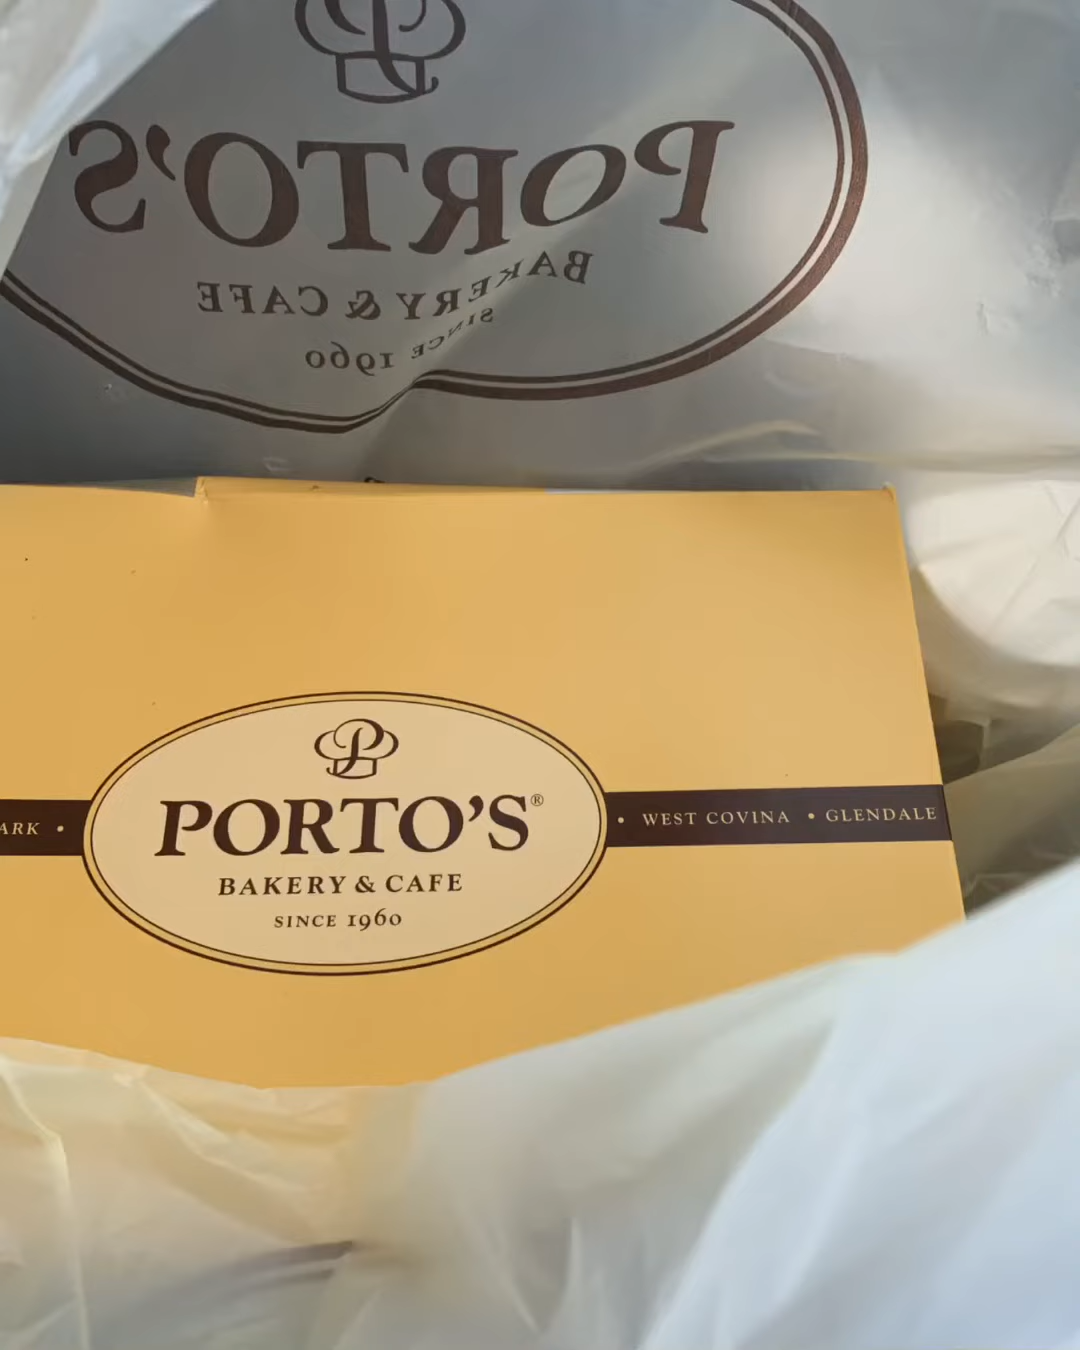 PORTO'S
BAKERY & CAFE
SINCE 1960
PORTO'S®
BAKERY & CAFE
SINCE 1960
ARK • • WEST COVINA • GLENDALE